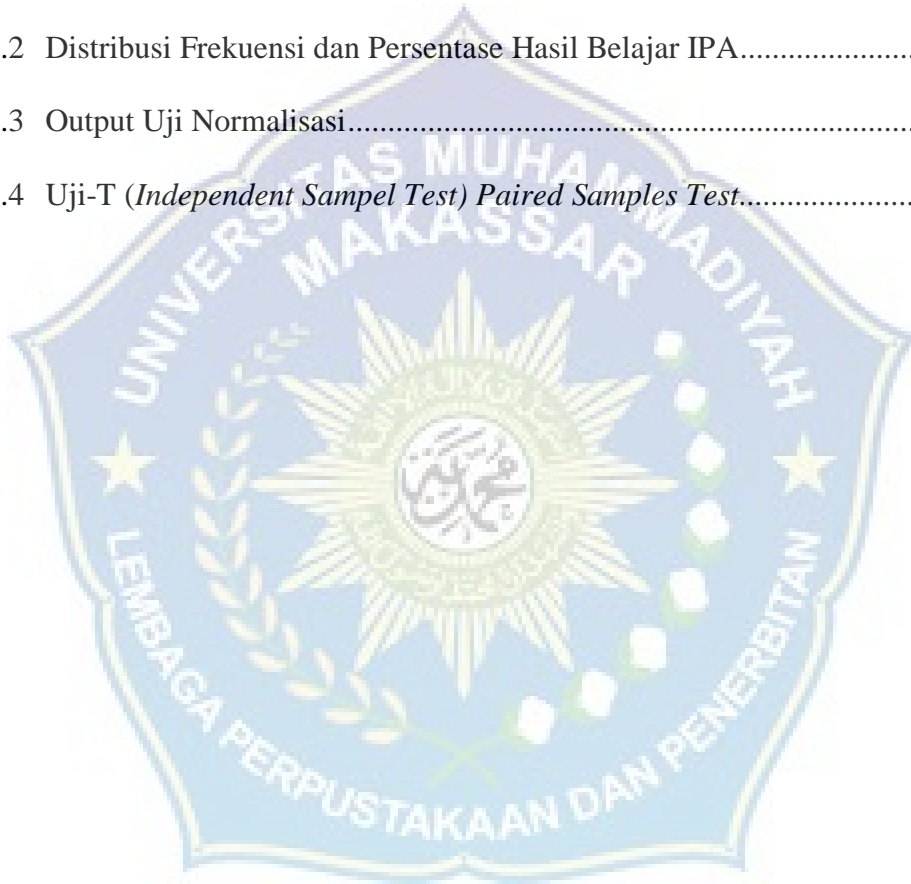 .2 Distribusi Frekuensi dan Persentase Hasil Belajar IPA......................
.3 Output Uji Normalisasi................................................................
.4 Uji-T (Independent Sampel Test) Paired Samples Test......................
UNIVERSITAS MUHAMMADIYAH
MAKASSAR
محمدية
LEMBAGA PERPUSTAKAAN DAN PENERBITAN